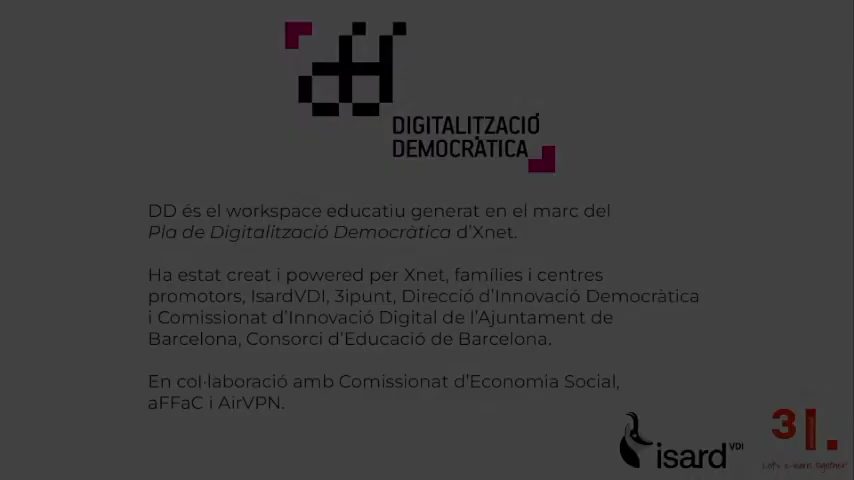 DIGITALITZACIÓ
DEMOCRÀTICA
DD és el workspace educatiu generat en el marc del
Pla de Digitalització Democràtica d'Xnet.
Ha estat creat i powered per Xnet, famílies i centres
promotors, IsardVDI, 3ipunt, Direcció d'Innovació Democràtica
i Comissionat d'Innovació Digital de l'Ajuntament de
Barcelona, Consorci d'Educació de Barcelona.
En col·laboració amb Comissionat d'Economia Social,
aFFaC i AirVPN.
isard VDI
3I.
Let's e-learn together